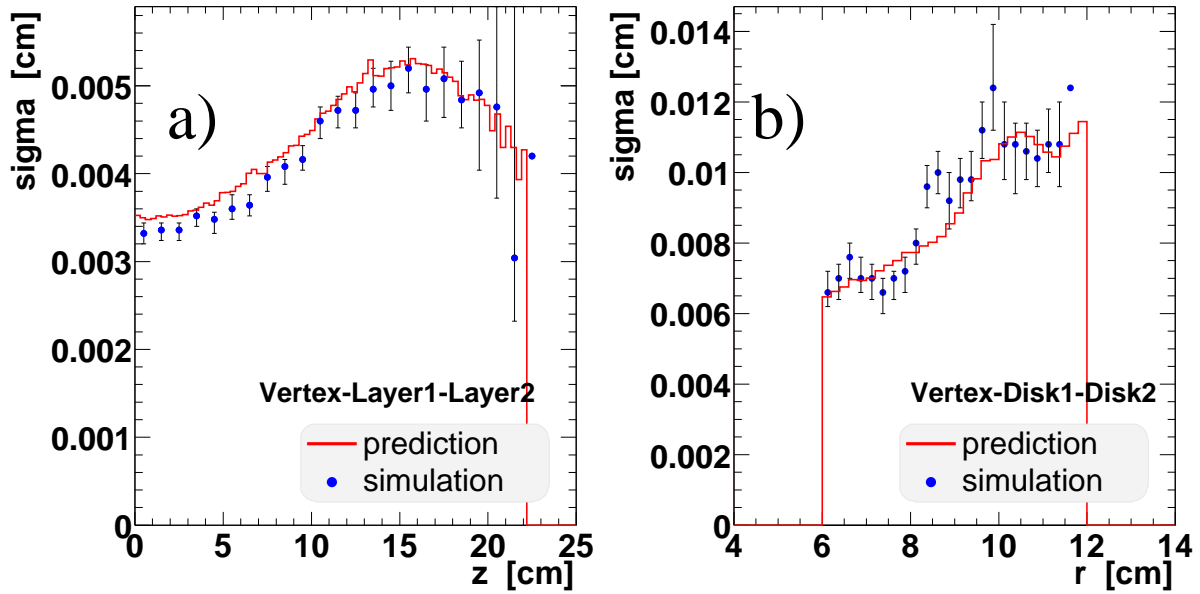 sigma [cm]
a)
0.005
0.004
0.003
0.002
0.001
0
Vertex-Layer1-Layer2
prediction
simulation
0 5 10 15 20 25
z [cm]
sigma [cm]
b)
0.014
0.012
0.01
0.008
0.006
0.004
0.002
0
Vertex-Disk1-Disk2
prediction
simulation
4 6 8 10 12 14
r [cm]